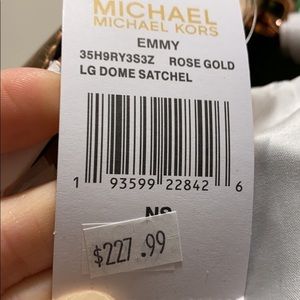 MICHAEL
MICHAEL KORS
EMMY
35H9RY3S3Z ROSE GOLD
LG DOME SATCHEL
1 93599 22842 6
NS
$227.99